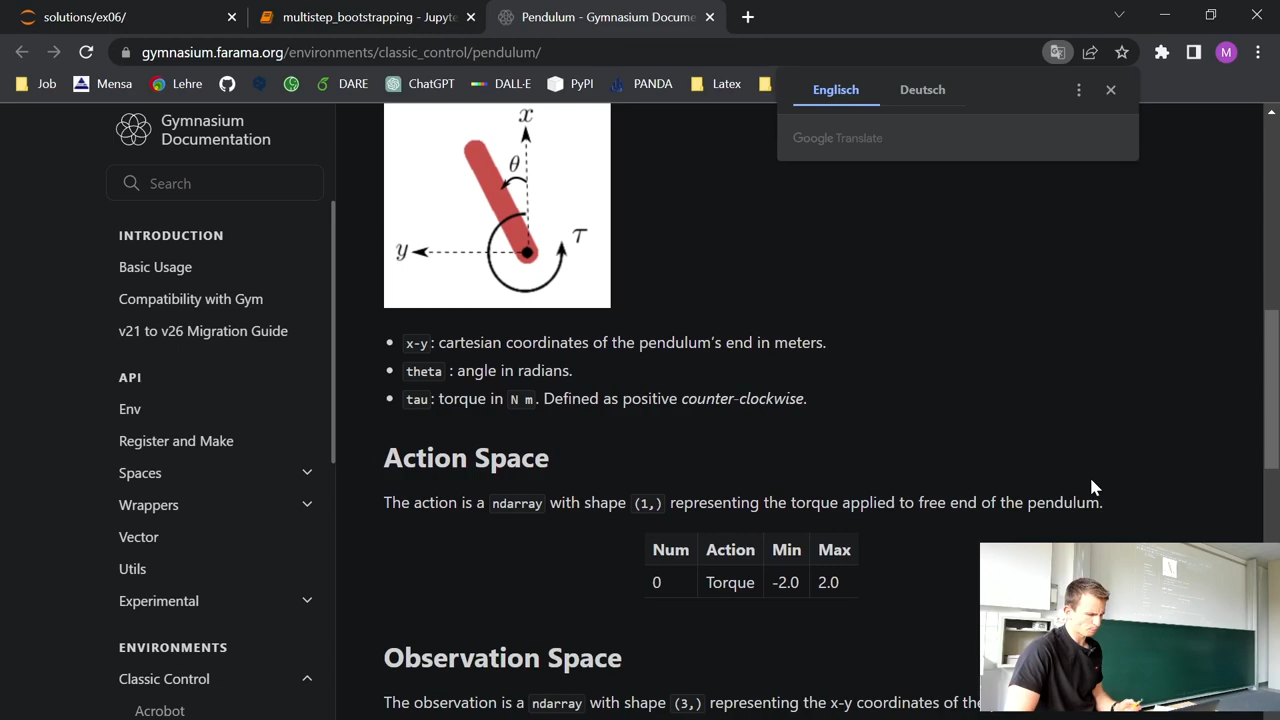 solutions/ex06/
multistep_bootstrapping - Jupyte
Pendulum - Gymnasium Docume
gymnasium.farama.org/environments/classic_control/pendulum/
M
Job
Mensa
Lehre
DARE
ChatGPT
DALL-E
PyPI
PANDA
Latex
Englisch
Deutsch
Google Translate
Gymnasium
Documentation
Search
INTRODUCTION
Basic Usage
Compatibility with Gym
v21 to v26 Migration Guide
API
Env
Register and Make
Spaces
Wrappers
Vector
Utils
Experimental
ENVIRONMENTS
Classic Control
Acrobot
x
θ
y
τ
x-y: cartesian coordinates of the pendulum's end in meters.
theta : angle in radians.
tau: torque in N m. Defined as positive counter-clockwise.
Action Space
The action is a ndarray with shape (1,) representing the torque applied to free end of the pendulum.
Num Action Min Max
0 Torque -2.0 2.0
Observation Space
The observation is a ndarray with shape (3,) representing the x-y coordinates of the